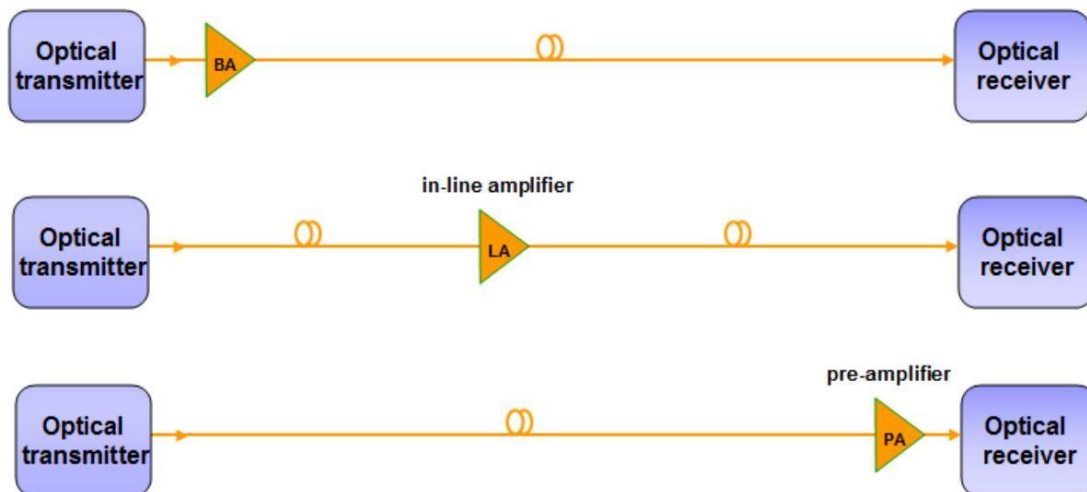 Optical
transmitter
BA
Optical
receiver
in-line amplifier
Optical
transmitter
LA
Optical
receiver
pre-amplifier
Optical
transmitter
PA
Optical
receiver